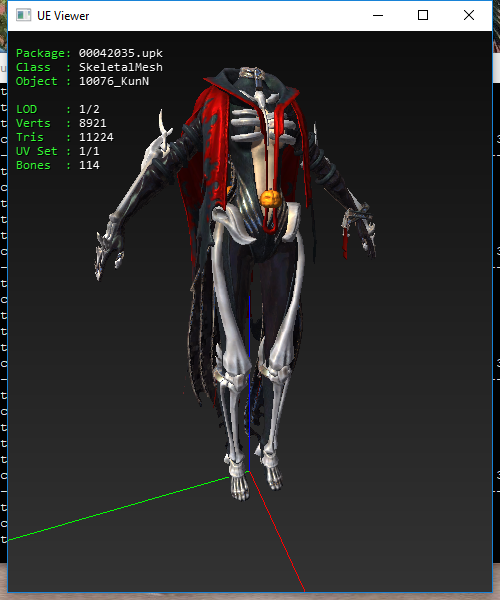 UE Viewer
Package: 00042035.upk
Class : SkeletalMesh
Object : 10076_KunN
LOD : 1/2
Verts : 8921
Tris : 11224
UV Set : 1/1
Bones : 114